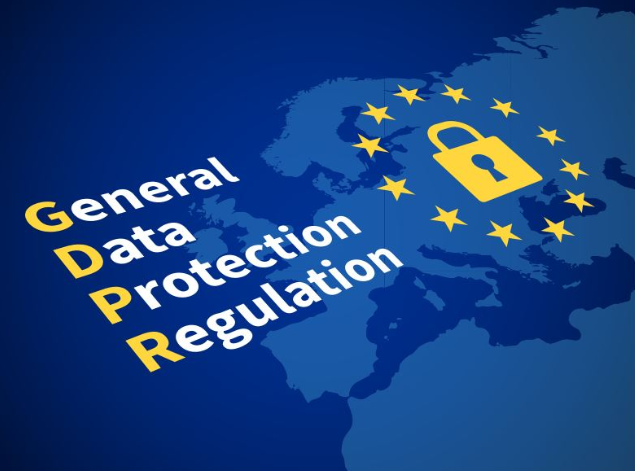 General
Data
Protection
Regulation